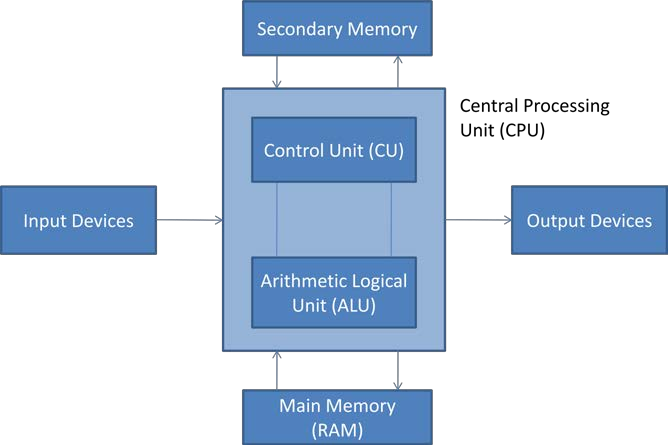 Secondary Memory
Central Processing
Unit (CPU)
Control Unit (CU)
Input Devices
Output Devices
Arithmetic Logical
Unit (ALU)
Main Memory
(RAM)